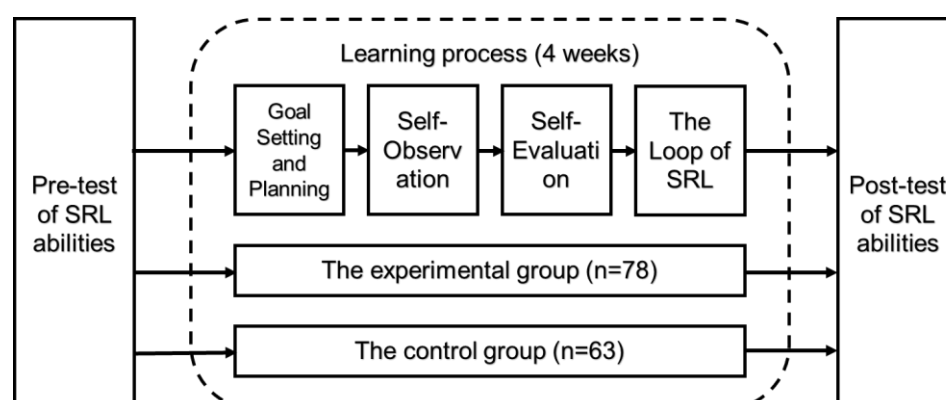 Learning process (4 weeks)
Pre-test
of SRL
abilities
Goal
Setting
and
Planning
Self-
Observ
ation
Self-
Evaluati
on
The
Loop of
SRL
The experimental group (n=78)
The control group (n=63)
Post-test
of SRL
abilities